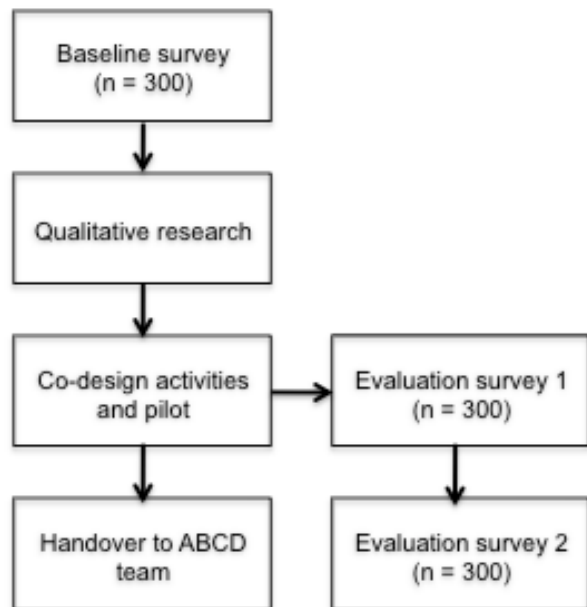 Baseline survey
(n = 300)
Qualitative research
Co-design activities
and pilot
Evaluation survey 1
(n = 300)
Handover to ABCD
team
Evaluation survey 2
(n = 300)